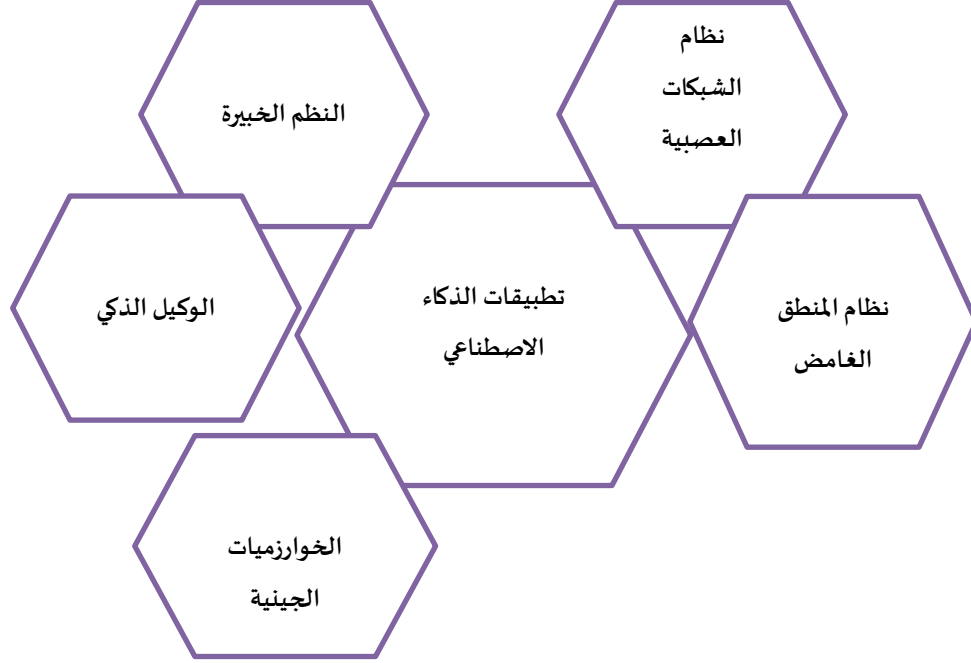 نظام
الشبكات
العصبية
النظم الخبيرة
نظام المنطق
الغامض
تطبيقات الذكاء
الاصطناعي
الوكيل الذكي
الخوارزميات
الجينية